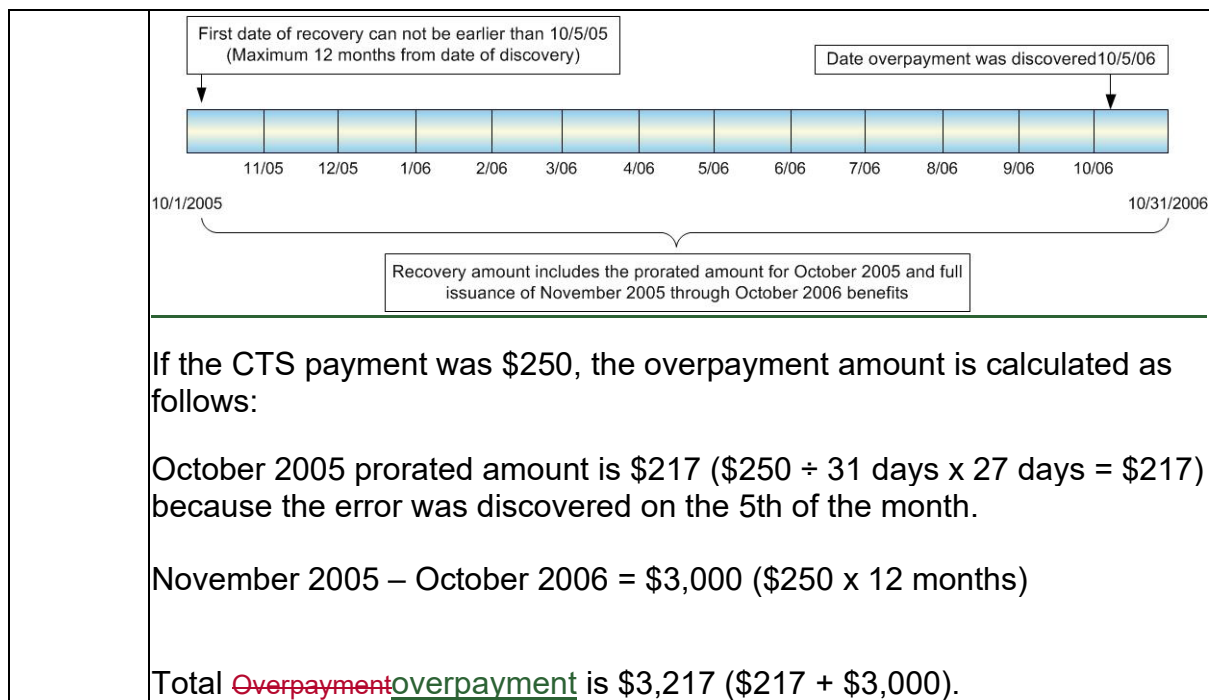 First date of recovery can not be earlier than 10/5/05
(Maximum 12 months from date of discovery)
Date overpayment was discovered10/5/06
11/05 12/05 1/06 2/06 3/06 4/06 5/06 6/06 7/06 8/06 9/06 10/06
10/1/2005 10/31/2006
Recovery amount includes the prorated amount for October 2005 and full
issuance of November 2005 through October 2006 benefits
If the CTS payment was $250, the overpayment amount is calculated as
follows:
October 2005 prorated amount is $217 ($250 ÷ 31 days x 27 days = $217)
because the error was discovered on the 5th of the month.
November 2005 – October 2006 = $3,000 ($250 x 12 months)
Total Overpaymentoverpayment is $3,217 ($217 + $3,000).